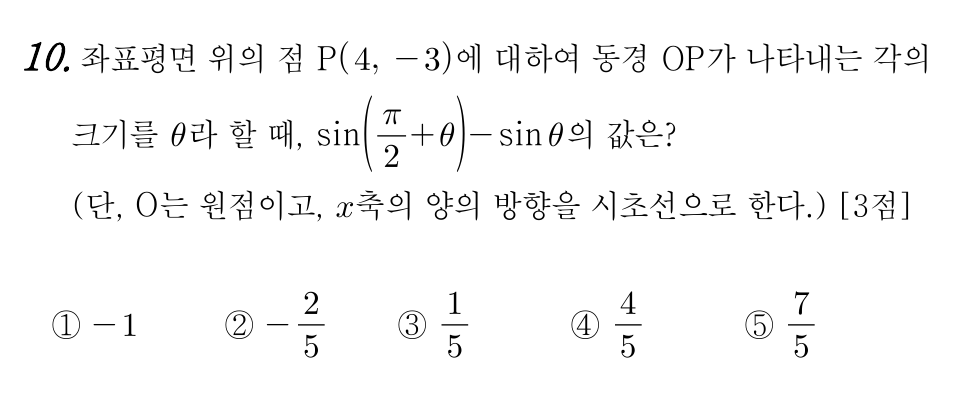 10. 좌표평면 위의 점 P(4, −3)에 대하여 동경 OP가 나타내는 각의
크기를 θ라 할 때, sin(π/2+θ)−sinθ의 값은?
(단, O는 원점이고, x축의 양의 방향을 시초선으로 한다.) [3점]
① −1 ② −2/5 ③ 1/5 ④ 4/5 ⑤ 7/5